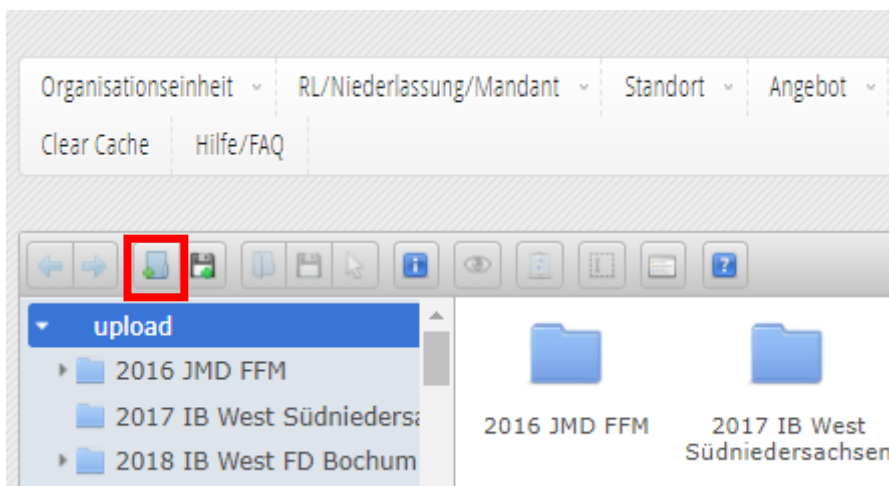 Organisationseinheit RL/Niederlassung/Mandant Standort Angebot
Clear Cache Hilfe/FAQ
upload
2016 JMD FFM
2017 IB West Südniedersa
2018 IB West FD Bochum
2016 JMD FFM
2017 IB West
Südniedersachsen